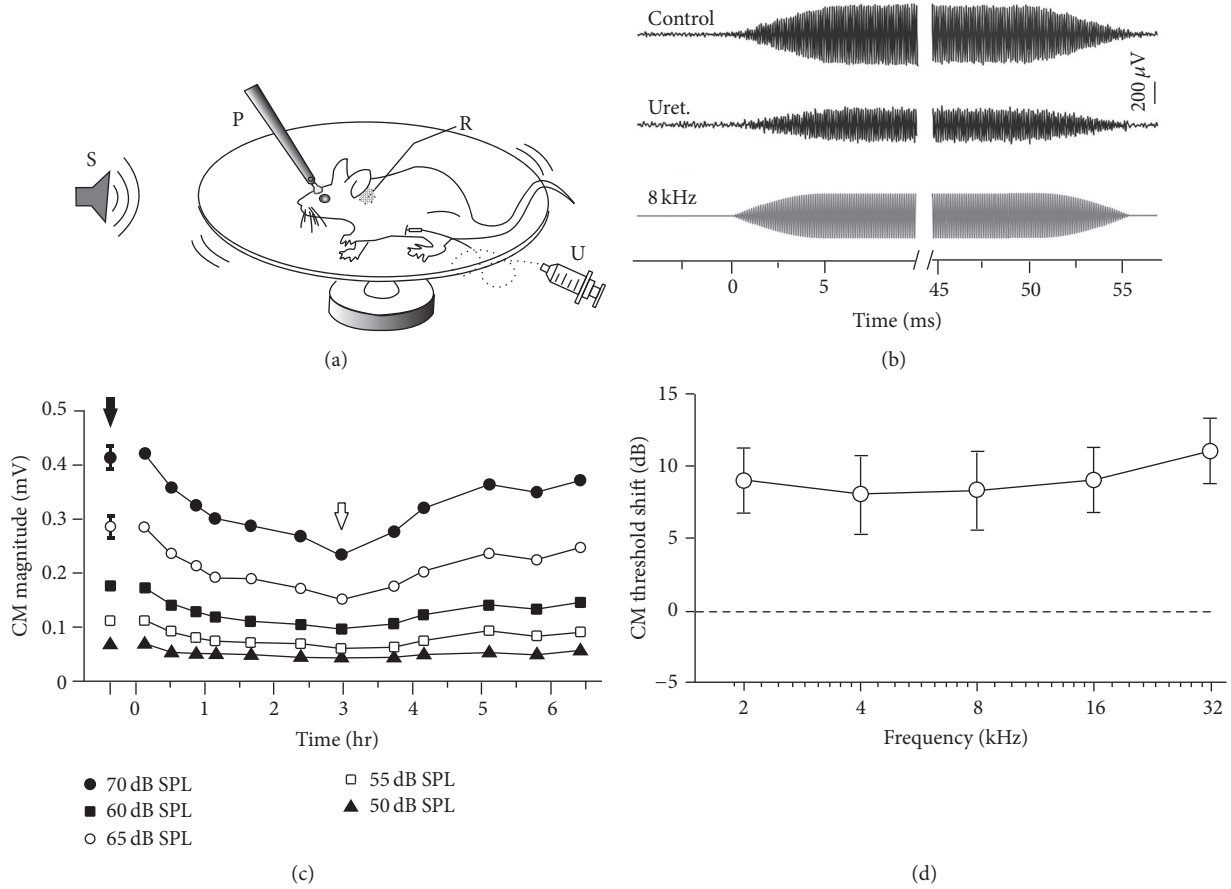 S
P
R
U
(a)
Control
Uret.
8 kHz
200 μV
0
5
45
50
55
Time (ms)
(b)
CM magnitude (mV)
0.5
0.4
0.3
0.2
0.1
0
0
1
2
3
4
5
6
Time (hr)
70 dB SPL
60 dB SPL
65 dB SPL
55 dB SPL
50 dB SPL
(c)
CM threshold shift (dB)
15
10
5
0
−5
2
4
8
16
32
Frequency (kHz)
(d)